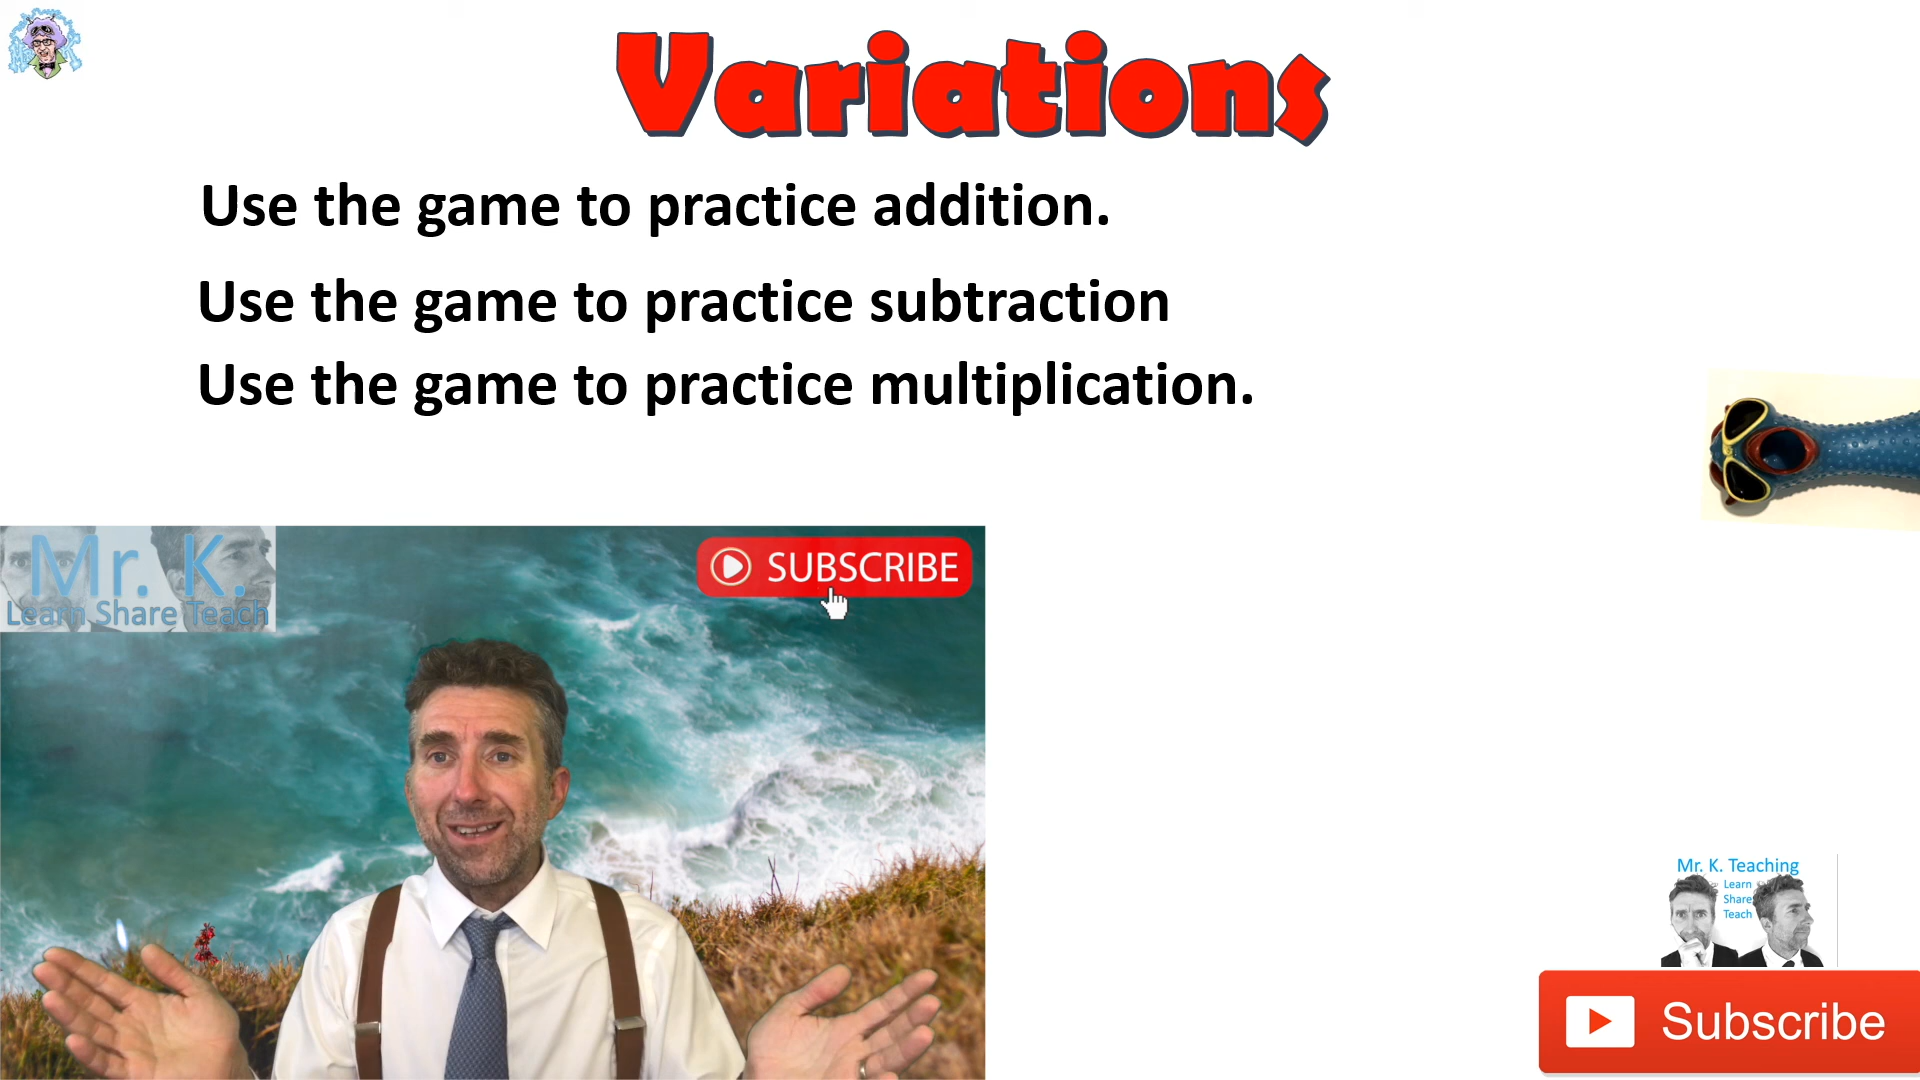 Variations
Use the game to practice addition.
Use the game to practice subtraction
Use the game to practice multiplication.
Mr. K.
Learn Share Teach
SUBSCRIBE
Mr. K. Teaching
Learn
Share
Teach
Subscribe